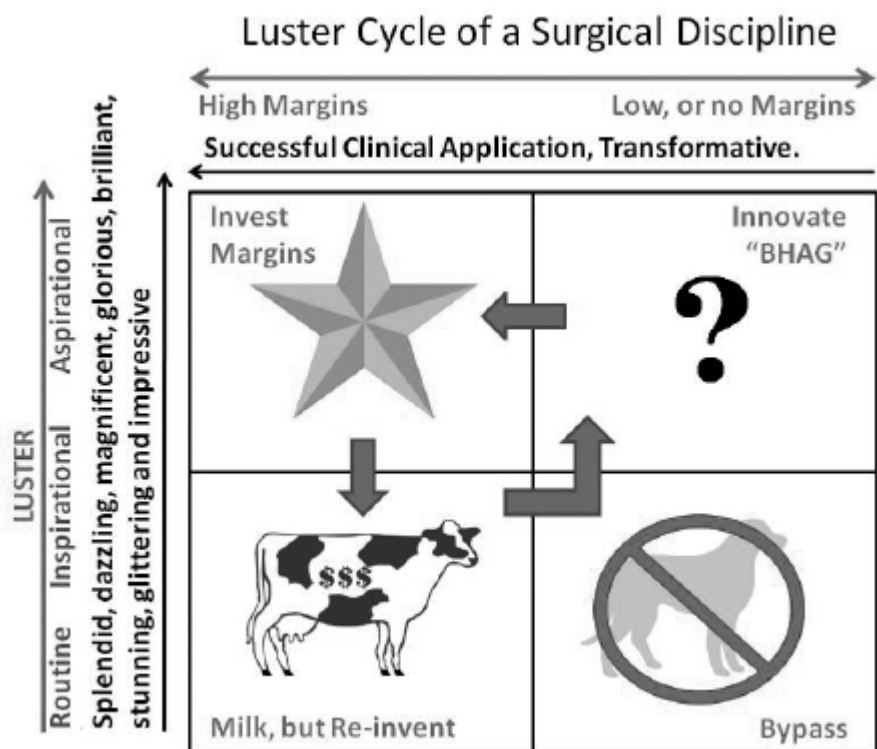 Luster Cycle of a Surgical Discipline
High Margins
Low, or no Margins
Successful Clinical Application, Transformative.
LUSTER
Routine
Inspirational
Aspirational
Splendid, dazzling, magnificent, glorious, brilliant,
stunning, glittering and impressive
Invest
Margins
Innovate
“BHAG”
?
$$$
Milk, but Re-invent
Bypass